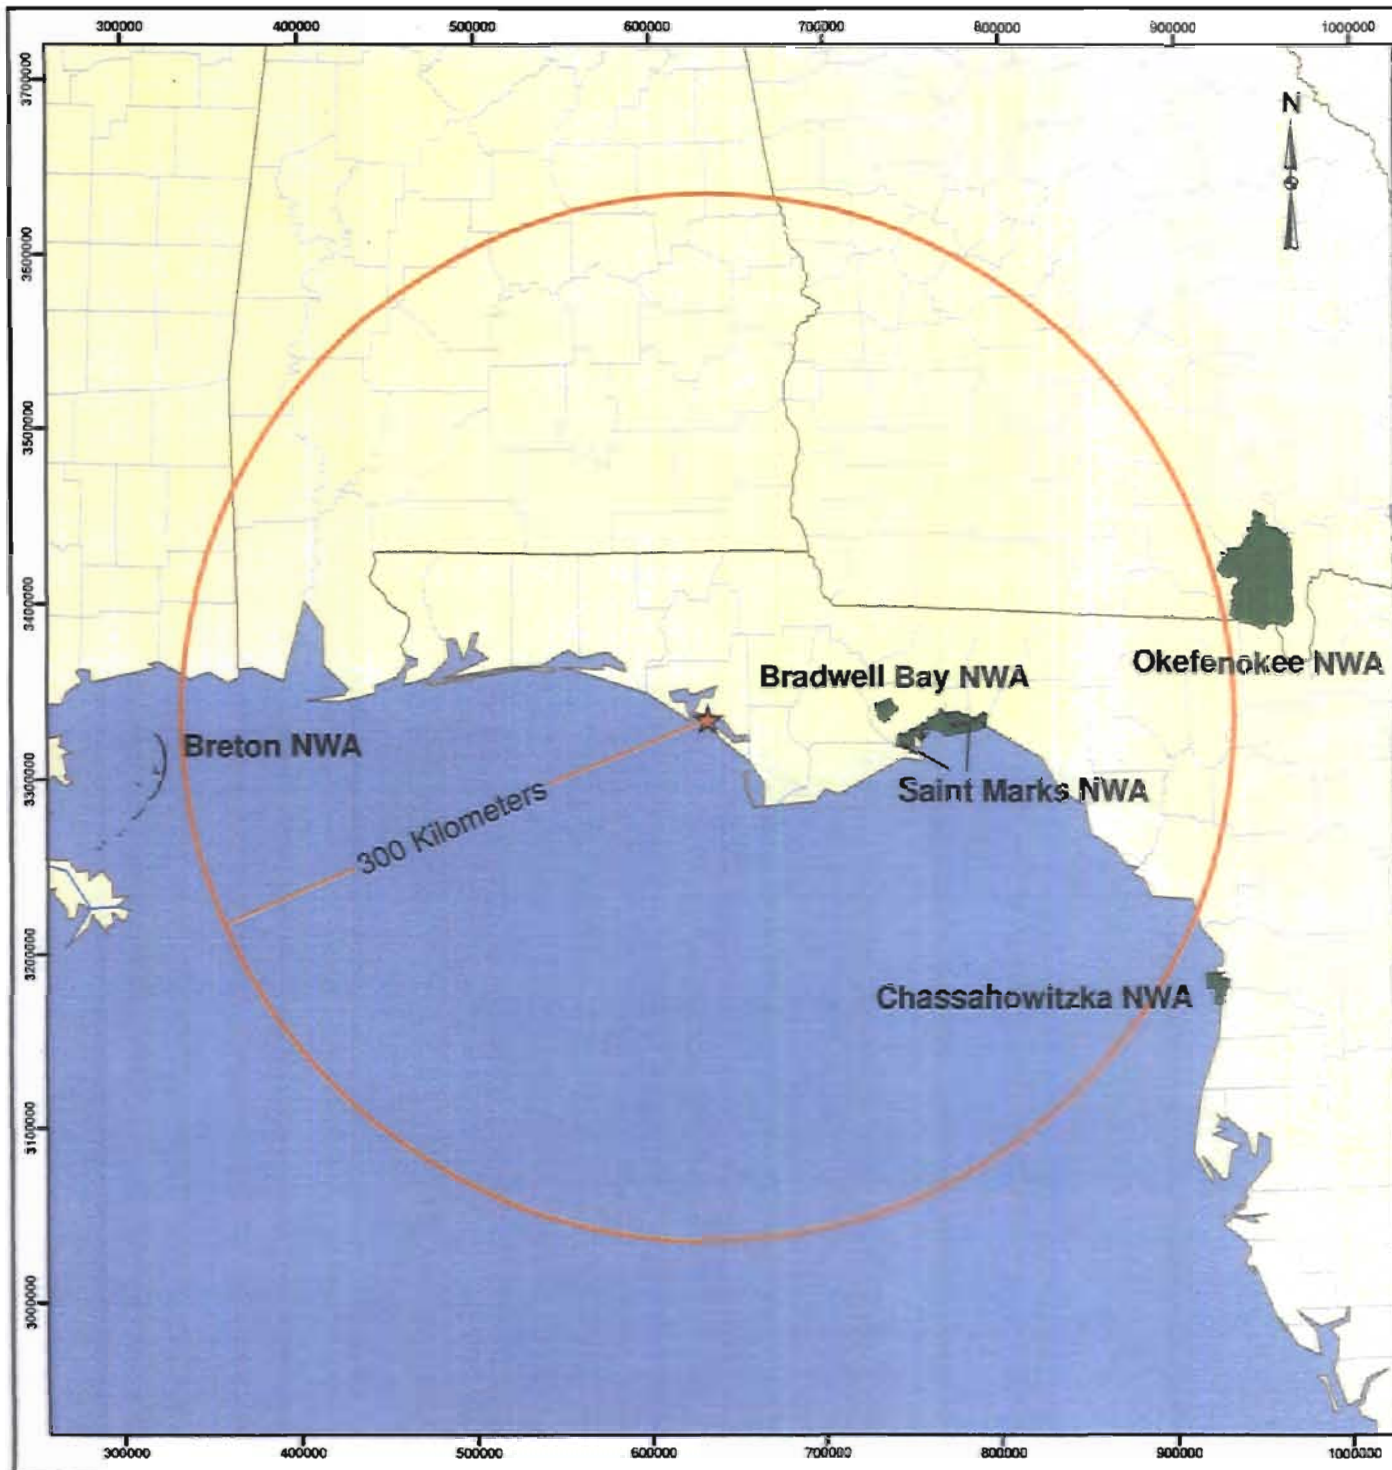 300000 400000 500000 600000 700000 800000 900000 1000000
3700000
N
3600000
3500000
3400000
Okefenokee NWA
Bradwell Bay NWA
Breton NWA
3300000
Saint Marks NWA
300 Kilometers
3200000
Chassahowitzka NWA
3100000
3000000
300000 400000 500000 600000 700000 800000 900000 1000000